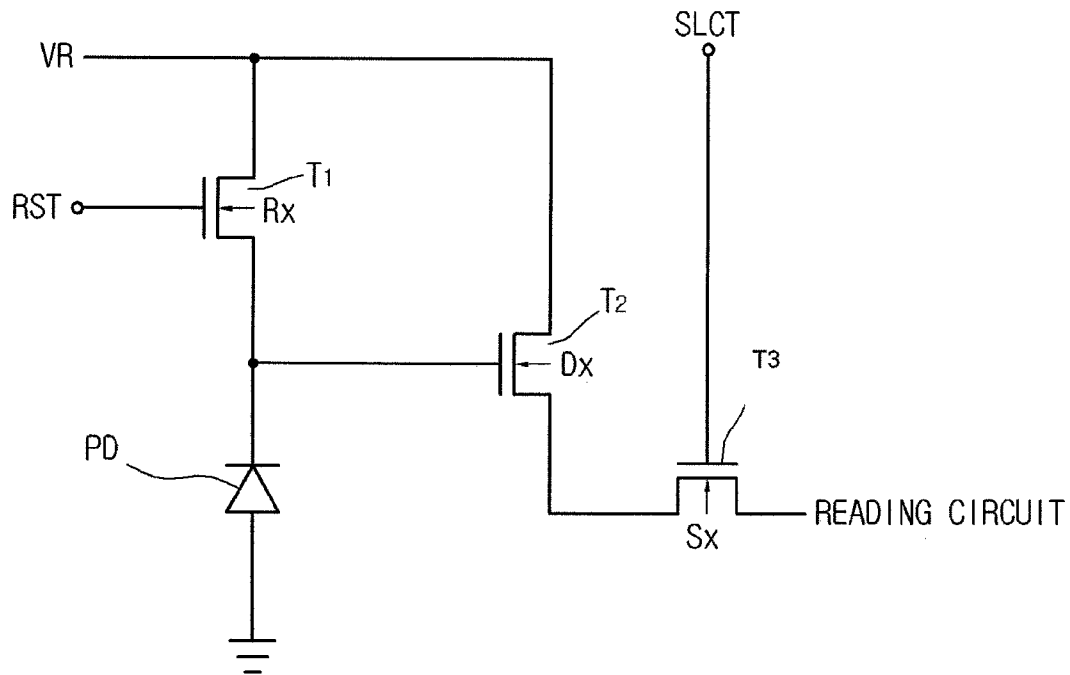 SLCT
VR
T1
RST
Rx
T2
Dx
T3
PD
READING CIRCUIT
Sx